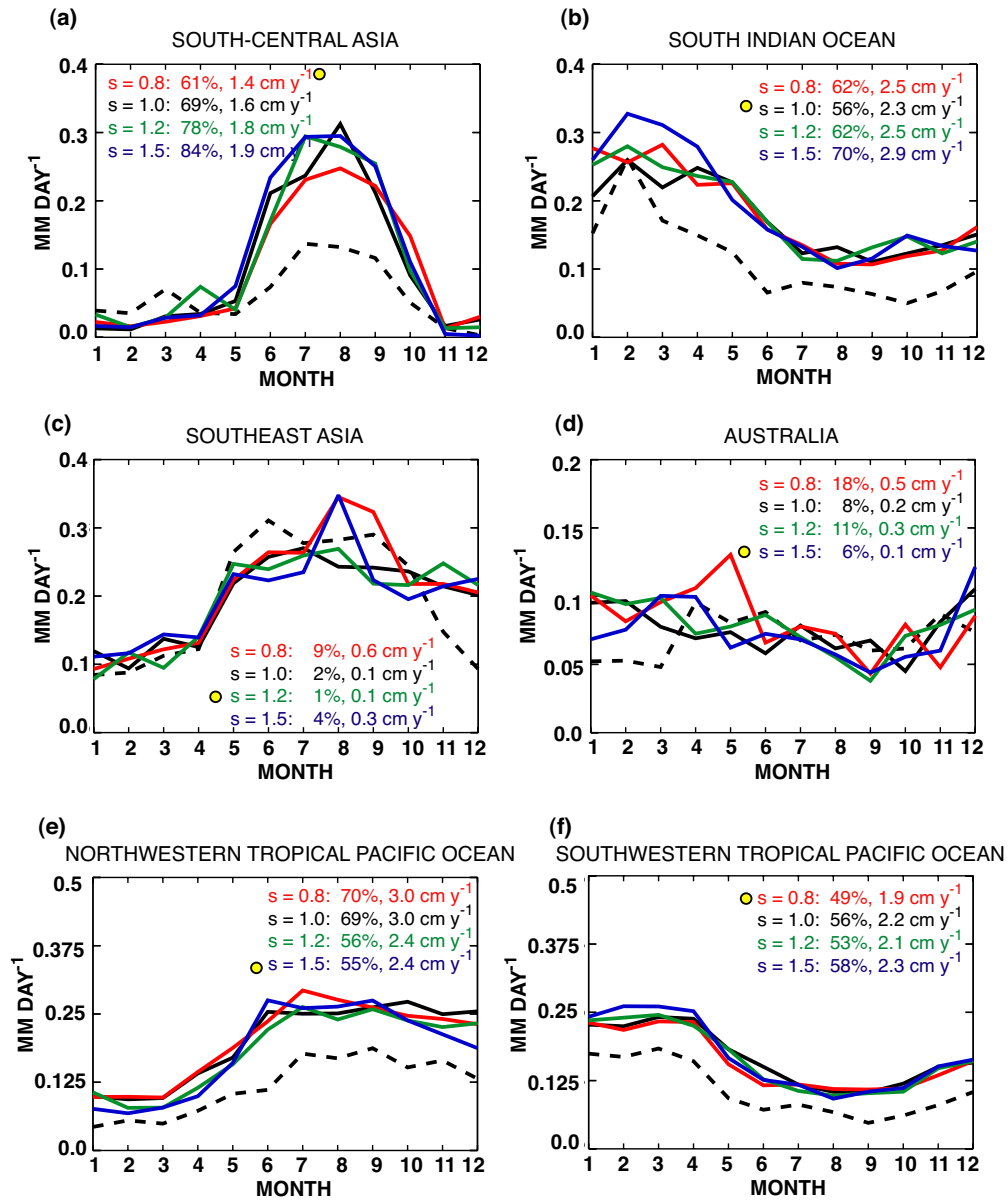 (a)
SOUTH-CENTRAL ASIA
0.4
0.3
0.2
0.1
0.0
MM DAY-1
s = 0.8: 61%, 1.4 cm y-1
s = 1.0: 69%, 1.6 cm y-1
s = 1.2: 78%, 1.8 cm y-1
s = 1.5: 84%, 1.9 cm y-1
1 2 3 4 5 6 7 8 9 10 11 12
MONTH
(b)
SOUTH INDIAN OCEAN
0.4
0.3
0.2
0.1
0.0
MM DAY-1
s = 0.8: 62%, 2.5 cm y-1
s = 1.0: 56%, 2.3 cm y-1
s = 1.2: 62%, 2.5 cm y-1
s = 1.5: 70%, 2.9 cm y-1
1 2 3 4 5 6 7 8 9 10 11 12
MONTH
(c)
SOUTHEAST ASIA
0.4
0.3
0.2
0.1
0.0
MM DAY-1
s = 0.8: 9%, 0.6 cm y-1
s = 1.0: 2%, 0.1 cm y-1
s = 1.2: 1%, 0.1 cm y-1
s = 1.5: 4%, 0.3 cm y-1
1 2 3 4 5 6 7 8 9 10 11 12
MONTH
(d)
AUSTRALIA
0.2
0.15
0.1
0.05
0.0
MM DAY-1
s = 0.8: 18%, 0.5 cm y-1
s = 1.0: 8%, 0.2 cm y-1
s = 1.2: 11%, 0.3 cm y-1
s = 1.5: 6%, 0.1 cm y-1
1 2 3 4 5 6 7 8 9 10 11 12
MONTH
(e)
NORTHWESTERN TROPICAL PACIFIC OCEAN
0.5
0.375
0.25
0.125
0.0
MM DAY-1
s = 0.8: 70%, 3.0 cm y-1
s = 1.0: 69%, 3.0 cm y-1
s = 1.2: 56%, 2.4 cm y-1
s = 1.5: 55%, 2.4 cm y-1
1 2 3 4 5 6 7 8 9 10 11 12
MONTH
(f)
SOUTHWESTERN TROPICAL PACIFIC OCEAN
0.5
0.375
0.25
0.125
0.0
MM DAY-1
s = 0.8: 49%, 1.9 cm y-1
s = 1.0: 56%, 2.2 cm y-1
s = 1.2: 53%, 2.1 cm y-1
s = 1.5: 58%, 2.3 cm y-1
1 2 3 4 5 6 7 8 9 10 11 12
MONTH